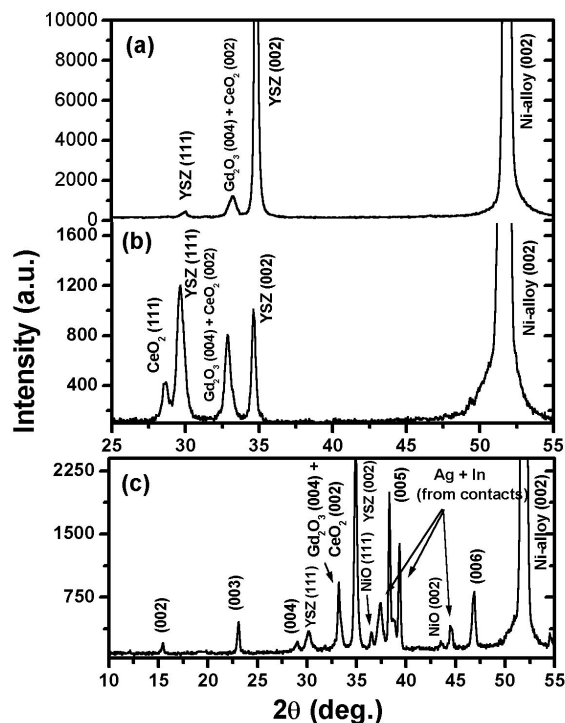 Intensity (a.u.)
10000
8000
6000
4000
2000
0
(a)
YSZ (111)
Gd₂O₃ (004) + CeO₂ (002)
YSZ (002)
Ni-alloy (002)
1600
1200
800
400
(b)
CeO₂ (111)
YSZ (111)
Gd₂O₃ (004) + CeO₂ (002)
YSZ (002)
Ni-alloy (002)
25 30 35 40 45 50 55
2250
1500
750
(c)
(002)
(003)
(004)
YSZ (111)
Gd₂O₃ (004) +
CeO₂ (002)
NiO (111)
YSZ (002)
(005)
Ag + In
(from contacts)
NiO (002)
(006)
Ni-alloy (002)
10 15 20 25 30 35 40 45 50 55
2θ (deg.)